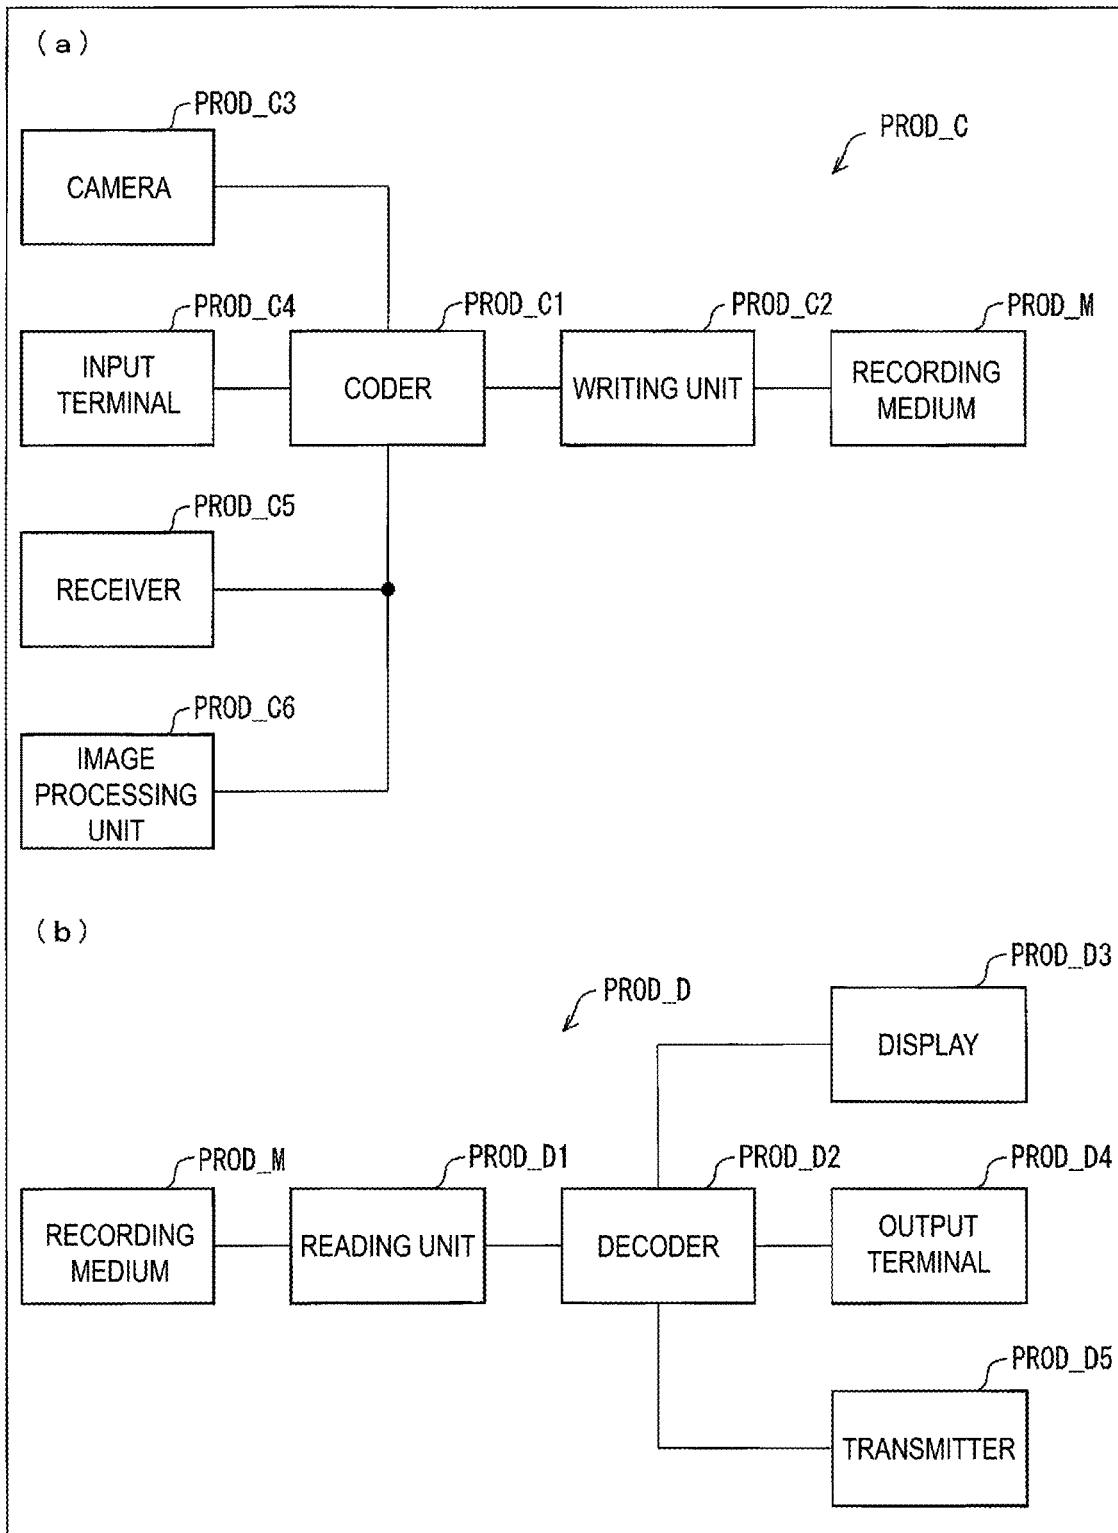 (a)
PROD_C3
PROD_C
CAMERA
PROD_C4
PROD_C1
PROD_C2
PROD_M
INPUT
TERMINAL
CODER
WRITING UNIT
RECORDING
MEDIUM
PROD_C5
RECEIVER
PROD_C6
IMAGE
PROCESSING
UNIT
(b)
PROD_D3
PROD_D
DISPLAY
PROD_M
PROD_D1
PROD_D2
PROD_D4
RECORDING
MEDIUM
READING UNIT
DECODER
OUTPUT
TERMINAL
PROD_D5
TRANSMITTER